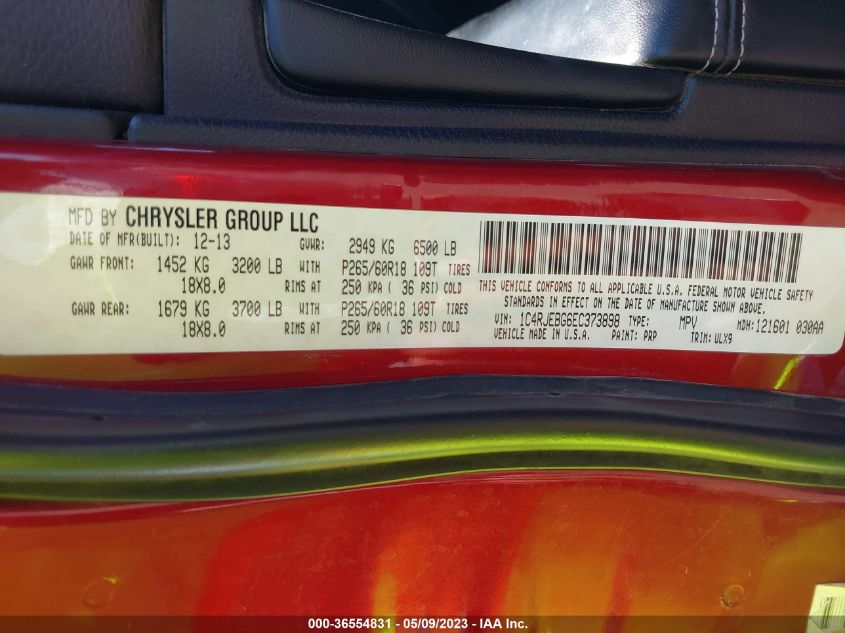 MFD BY CHRYSLER GROUP LLC
DATE OF MFR(BUILT): 12-13 GVWR: 2949 KG 6500 LB
GAWR FRONT: 1452 KG 3200 LB WITH P265/60R18 109T TIRES
18X8.0 RIMS AT 250 KPA ( 36 PSI) COLD
GAWR REAR: 1679 KG 3700 LB WITH P265/60R18 109T TIRES
18X8.0 RIMS AT 250 KPA ( 36 PSI) COLD
THIS VEHICLE CONFORMS TO ALL APPLICABLE U.S.A. FEDERAL MOTOR VEHICLE SAFETY
STANDARDS IN EFFECT ON THE DATE OF MANUFACTURE SHOWN ABOVE.
VIN: 1C4RJEBG6EC373898 TYPE: MPV MDH:121601 030AA
VEHICLE MADE IN U.S.A. PAINT: PRP TRIM: ULX9
000-36554831 - 05/09/2023 - IAA Inc.